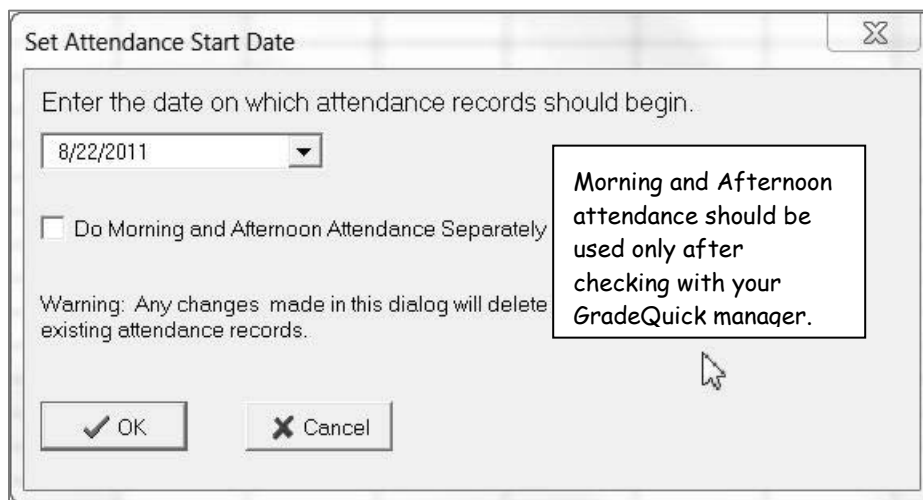 Set Attendance Start Date
Enter the date on which attendance records should begin.
8/22/2011
Do Morning and Afternoon Attendance Separately
Warning: Any changes made in this dialog will delete
existing attendance records.
Morning and Afternoon
attendance should be
used only after
checking with your
GradeQuick manager.
OK
Cancel